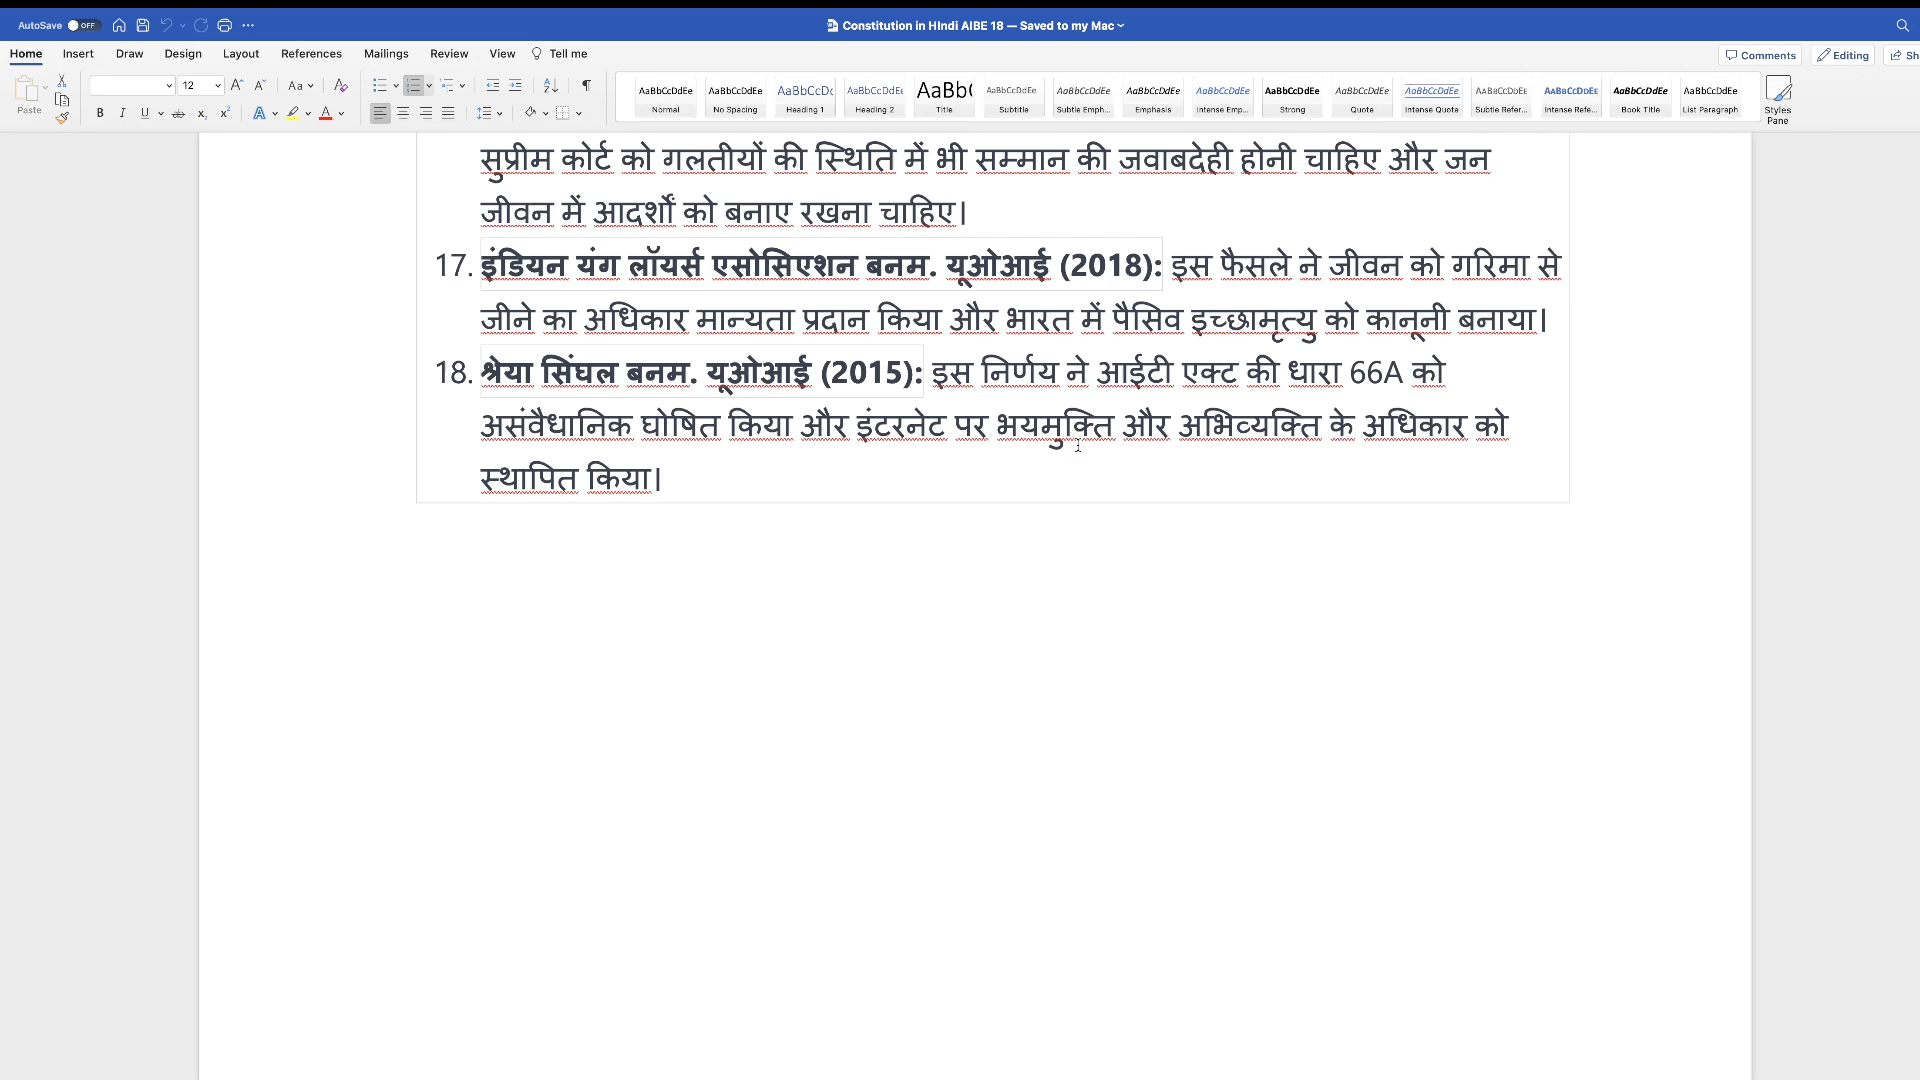 AutoSave OFF Constitution in HIndi AIBE 18 — Saved to my Mac
Home Insert Draw Design Layout References Mailings Review View Tell me Comments Editing Sh
Paste 12 Aa
AaBbCcDdEe AaBbCcDdEe AaBbCcDc AaBbCcDdEe AaBb( AaBbCcDdEe AaBbCcDdEe AaBbCcDdEe AaBbCcDdEe AaBbCcDdEe AaBbCcDdEe AaBbCcDdEe AaBbCcDdEe AaBbCcDdEe AaBbCcDdEe AaBbCcDdEe
Normal No Spacing Heading 1 Heading 2 Title Subtitle Subtle Emph... Emphasis Intense Emp... Strong Quote Intense Quote Subtle Refer... Intense Refe... Book Title List Paragraph
Styles
Pane
सुप्रीम कोर्ट को गलतीयों की स्थिति में भी सम्मान की जवाबदेही होनी चाहिए और जन
जीवन में आदर्शों को बनाए रखना चाहिए।
17. इंडियन यंग लॉयर्स एसोसिएशन बनम. यूओआई (2018): इस फैसले ने जीवन को गरिमा से
जीने का अधिकार मान्यता प्रदान किया और भारत में पैसिव इच्छामृत्यु को कानूनी बनाया।
18. श्रेया सिंघल बनम. यूओआई (2015): इस निर्णय ने आईटी एक्ट की धारा 66A को
असंवैधानिक घोषित किया और इंटरनेट पर भयमुक्ति और अभिव्यक्ति के अधिकार को
स्थापित किया।